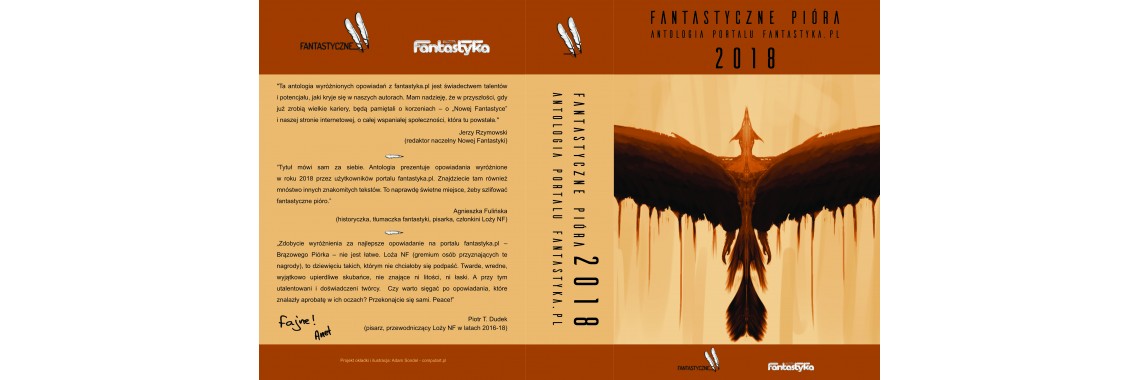 FANTASTYCZNE
Fantastyka
"Ta antologia wyróżnionych opowiadań z fantastyka.pl jest świadectwem talentów
i potencjału, jaki kryje się w naszych autorach. Mam nadzieję, że w przyszłości, gdy
już zrobią wielkie kariery, będą pamiętali o korzeniach – o „Nowej Fantastyce"
i naszej stronie internetowej, o całej wspaniałej społeczności, która tu powstała."
Jerzy Rzymowski
(redaktor naczelny Nowej Fantastyki)
"Tytuł mówi sam za siebie. Antologia prezentuje opowiadania wyróżnione
w roku 2018 przez użytkowników portalu fantastyka.pl. Znajdziecie tam również
mnóstwo innych znakomitych tekstów. To naprawdę świetne miejsce, żeby szlifować
fantastyczne pióro."
Agnieszka Fulińska
(historyczka, tłumaczka fantastyki, pisarka, członkini Loży NF)
„Zdobycie wyróżnienia za najlepsze opowiadanie na portalu fantastyka.pl –
Brązowego Piórka – nie jest łatwe. Loża NF (gremium osób przyznających te
nagrody), to dziewięciu takich, którym nie chciałoby się podpaść. Twarde, wredne,
wyjątkowo upierdliwe skubańce, nie znające ni litości, ni łaski. A przy tym
utalentowani i doświadczeni twórcy. Czy warto sięgać po opowiadania, które
znalazły aprobatę w ich oczach? Przekonajcie się sami. Peace!"
Piotr T. Dudek
(pisarz, przewodniczący Loży NF w latach 2016-18)
fajne!
Anet
Projekt okładki i ilustracja:
FANTASTYCZNE PIÓRA 2018
ANTOLOGIA PORTALU FANTASTYKA.PL
FANTASTYCZNE PIÓRA
ANTOLOGIA PORTALU FANTASTYKA.PL
2018
FANTASTYCZNE
Fantastyka